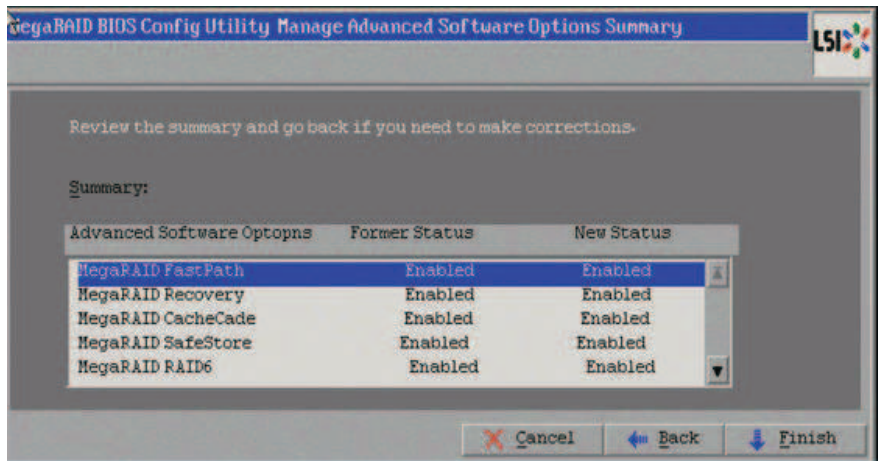 MegaRAID BIOS Config Utility Manage Advanced Software Options Summary
LSI
Review the summary and go back if you need to make corrections.
Summary:
Advanced Software Optopns Former Status New Status
MegaRAID FastPath Enabled Enabled
MegaRAID Recovery Enabled Enabled
MegaRAID CacheCade Enabled Enabled
MegaRAID SafeStore Enabled Enabled
MegaRAID RAID6 Enabled Enabled
Cancel Back Finish